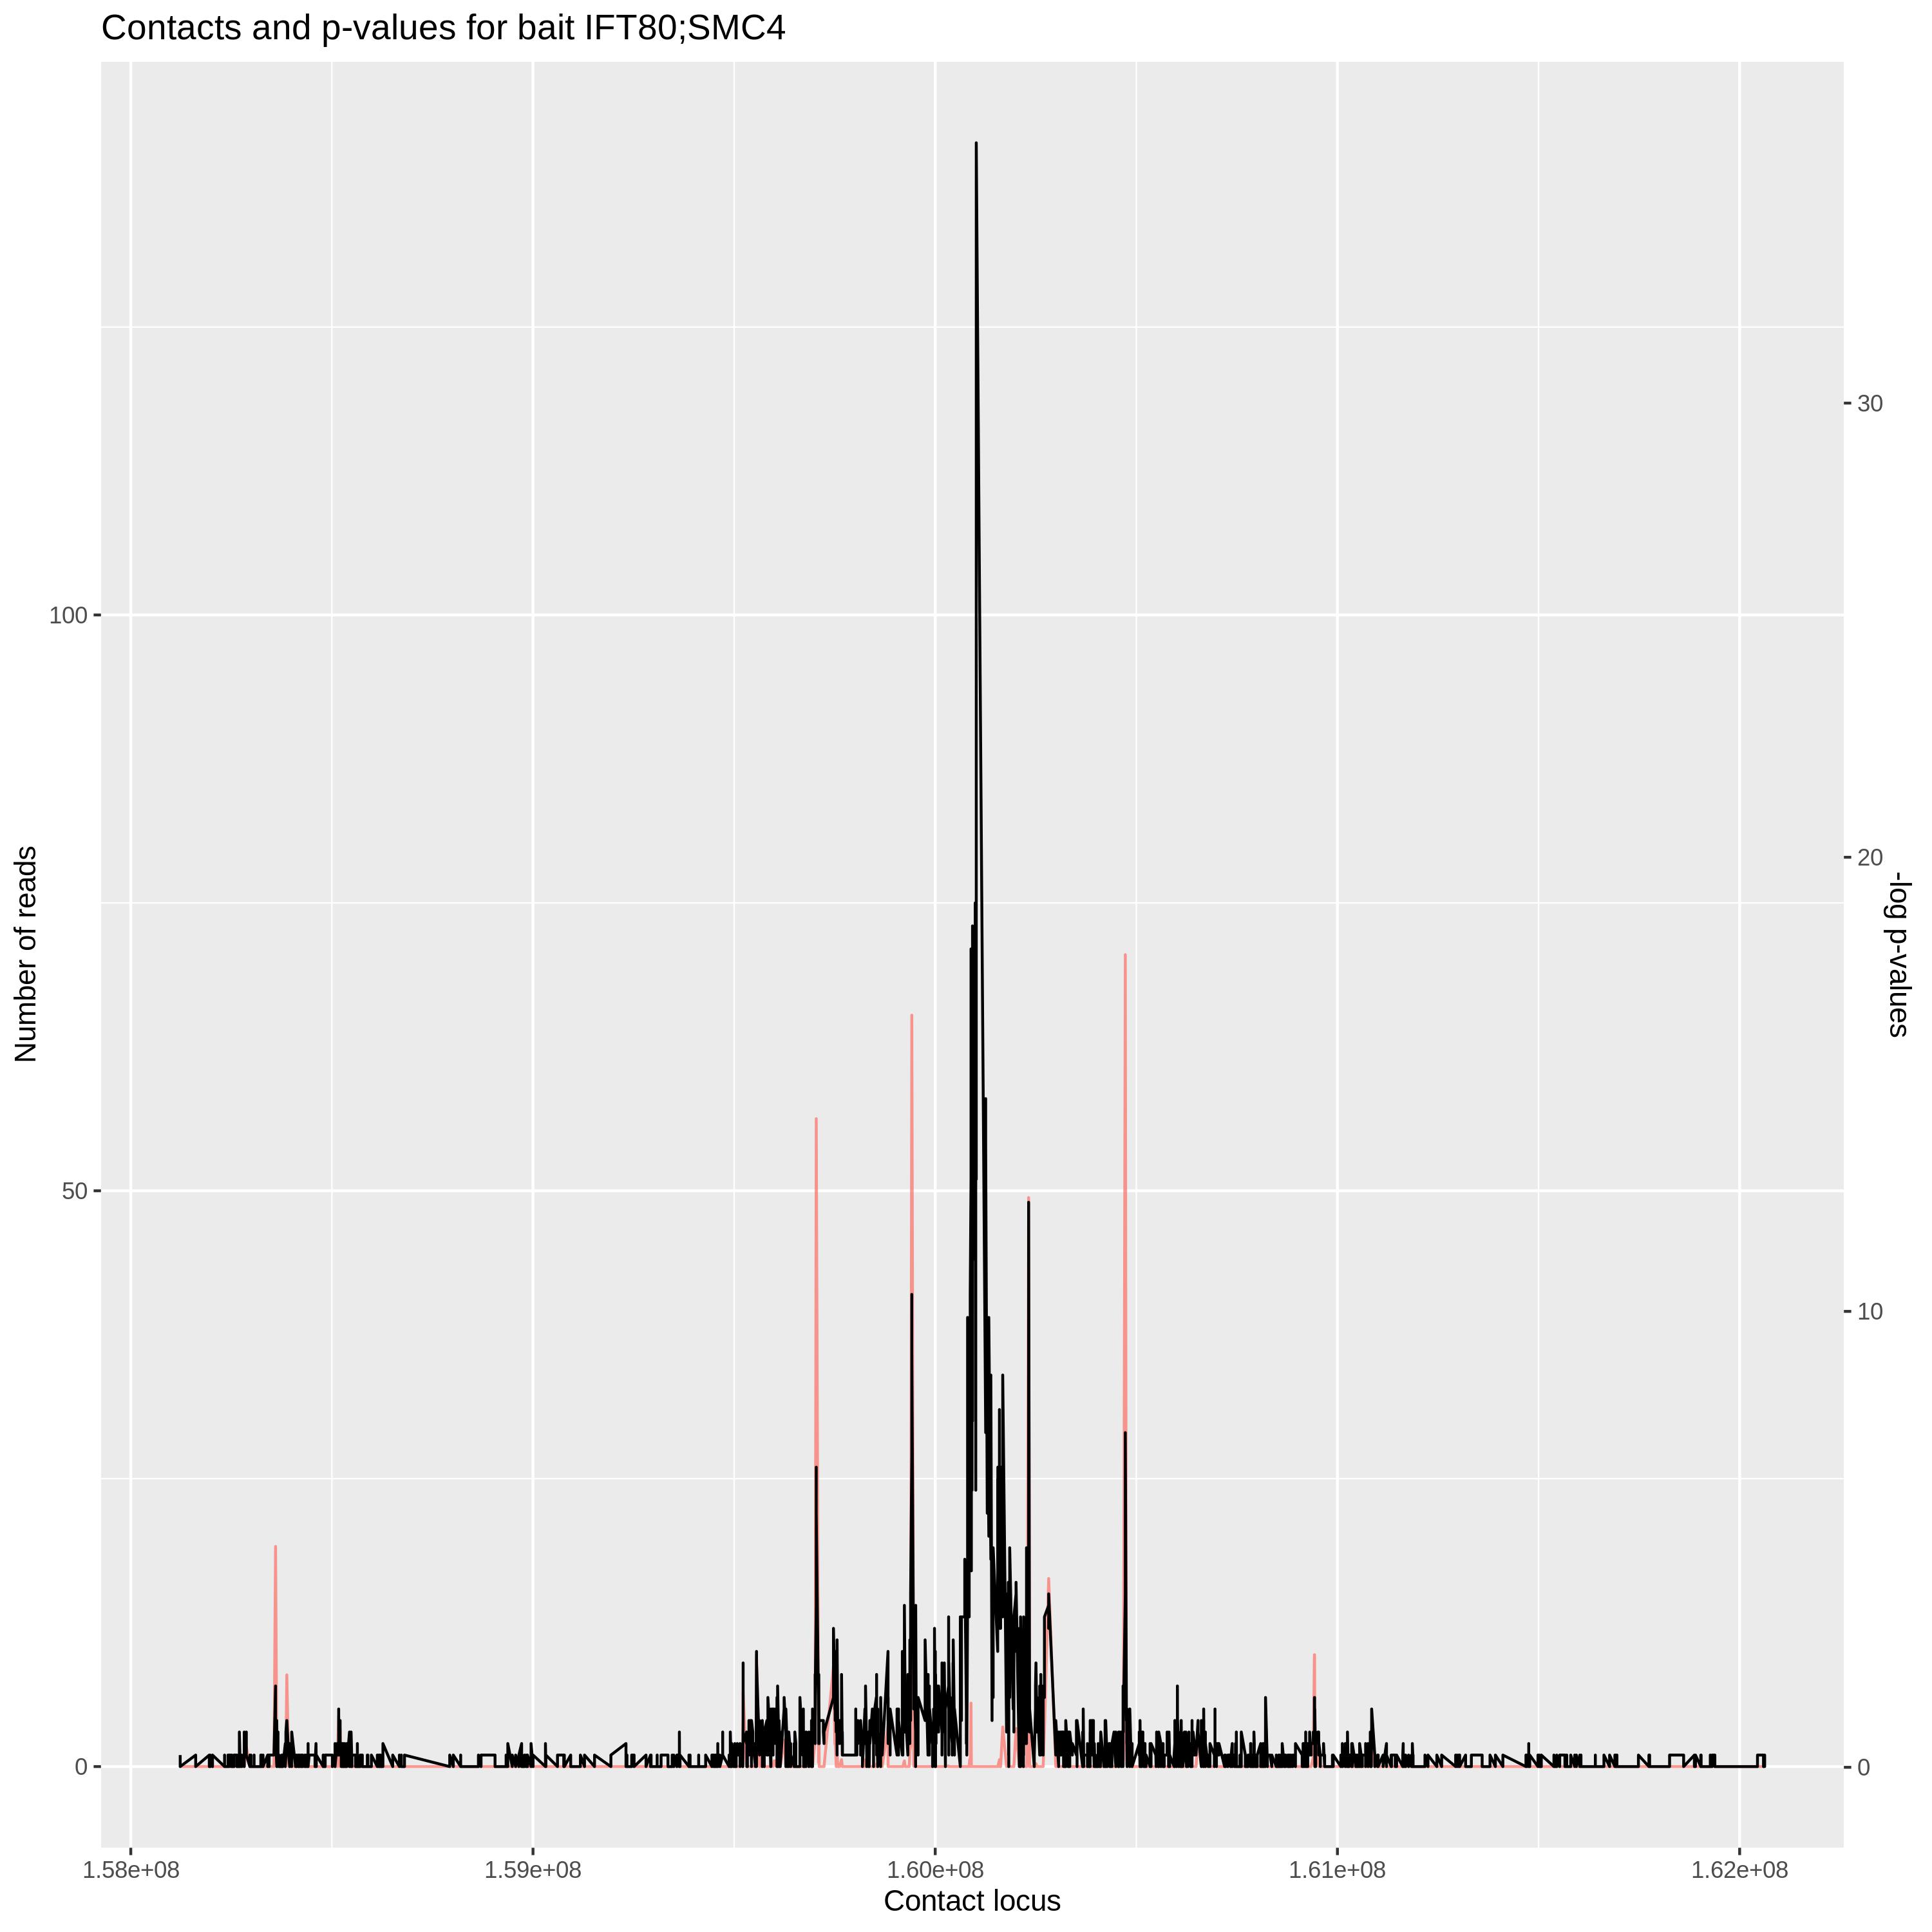 Contacts and p-values for bait IFT80;SMC4
Number of reads
100
50
0
30
20
10
0
-log p-values
1.58e+08
1.59e+08
1.60e+08
1.61e+08
1.62e+08
Contact locus